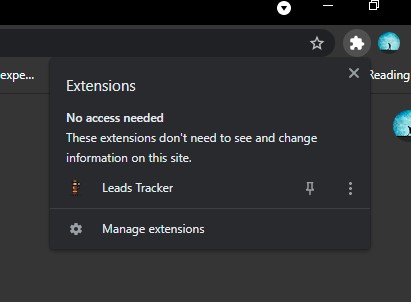 expe...
Reading
Extensions
No access needed
These extensions don't need to see and change
information on this site.
Leads Tracker
Manage extensions